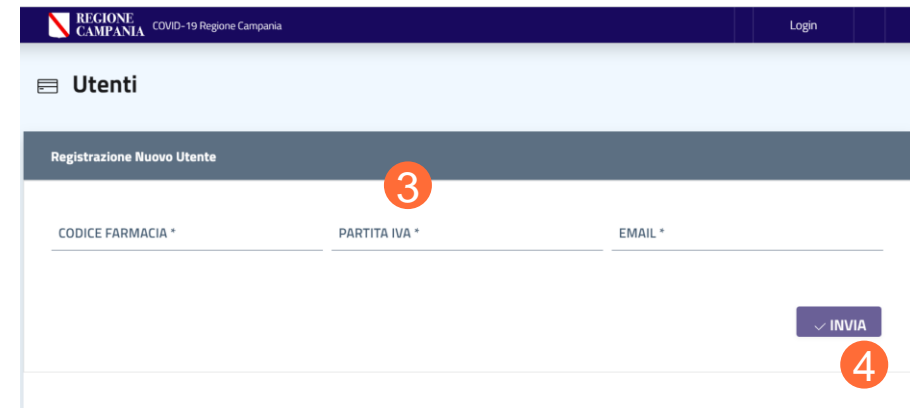 REGIONE
CAMPANIA COVID-19 Regione Campania Login
Utenti
Registrazione Nuovo Utente
3
CODICE FARMACIA * PARTITA IVA * EMAIL *
INVIA
4